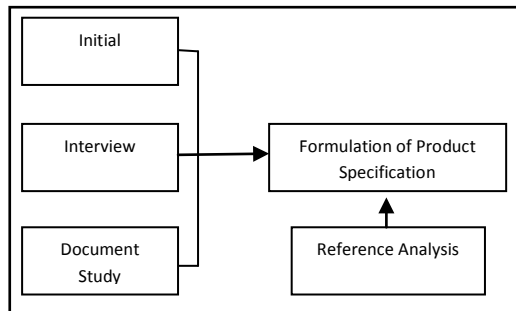 Initial
Interview
Formulation of Product
Specification
Document
Study
Reference Analysis